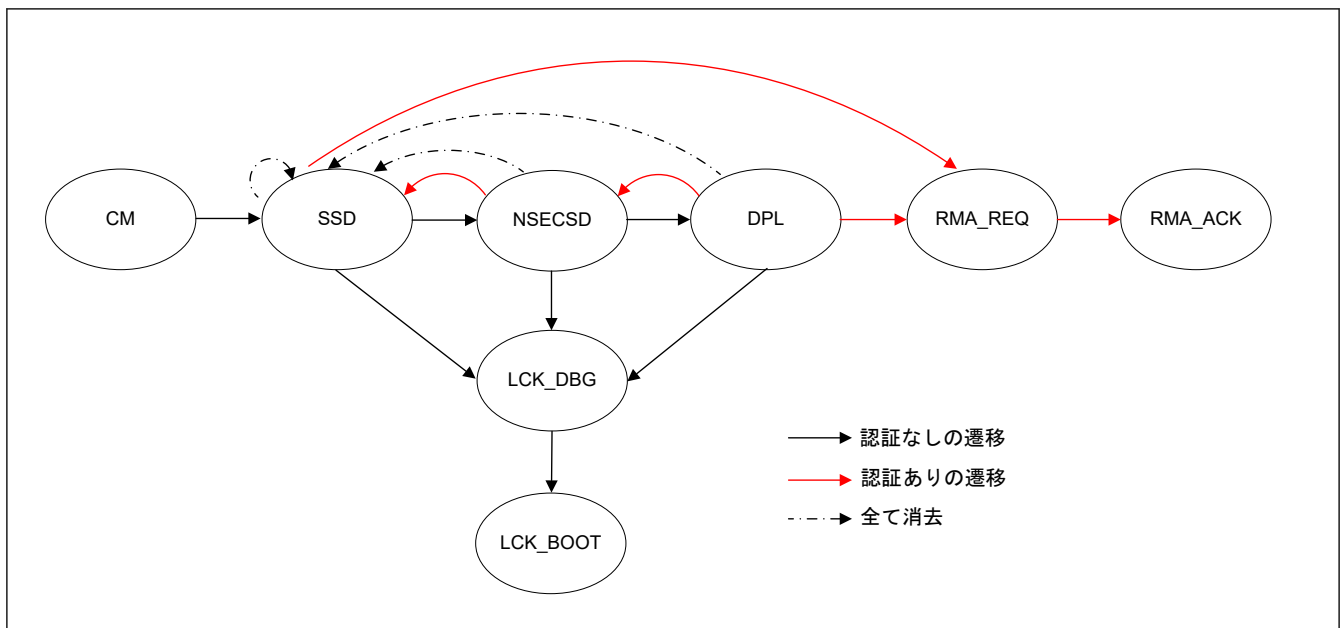 CM
SSD
NSECSD
DPL
RMA_REQ
RMA_ACK
LCK_DBG
LCK_BOOT
認証なしの遷移
認証ありの遷移
全て消去